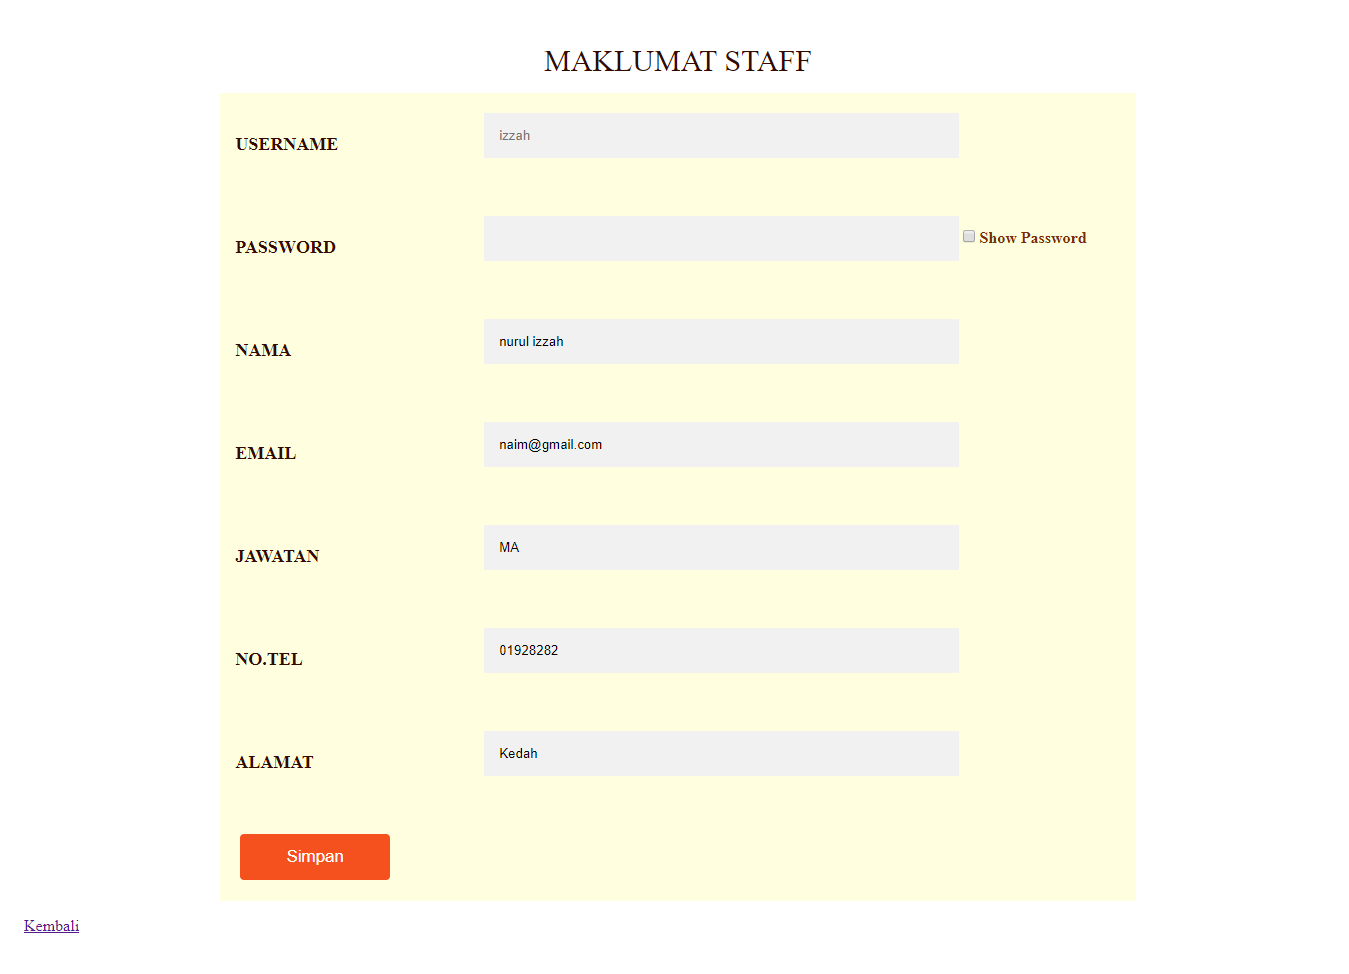 MAKLUMAT STAFF
USERNAME izzah
PASSWORD Show Password
NAMA nurul izzah
EMAIL naim@gmail.com
JAWATAN MA
NO.TEL 01928282
ALAMAT Kedah
Simpan
Kembali